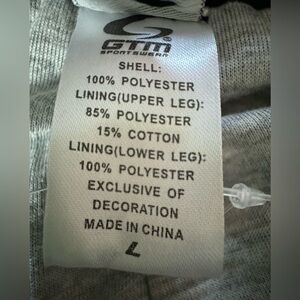 GTM
SPORTSWEAR
SHELL:
100% POLYESTER
LINING(UPPER LEG):
85% POLYESTER
15% COTTON
LINING(LOWER LEG):
100% POLYESTER
EXCLUSIVE OF
DECORATION
MADE IN CHINA
L